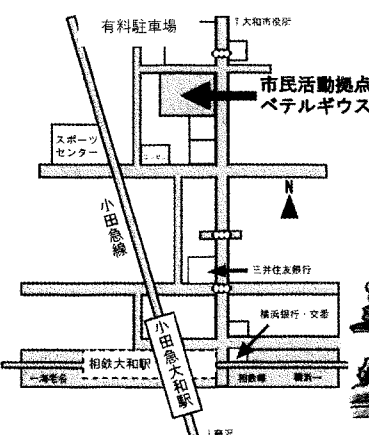 有料駐車場
↑大和市役所
市民活動拠点
ベテルギウス
スポーツ
センター
小田急線
N
三井住友銀行
横浜銀行・交番
小田急大和駅
相鉄大和駅
←海老名
相鉄線
横浜→